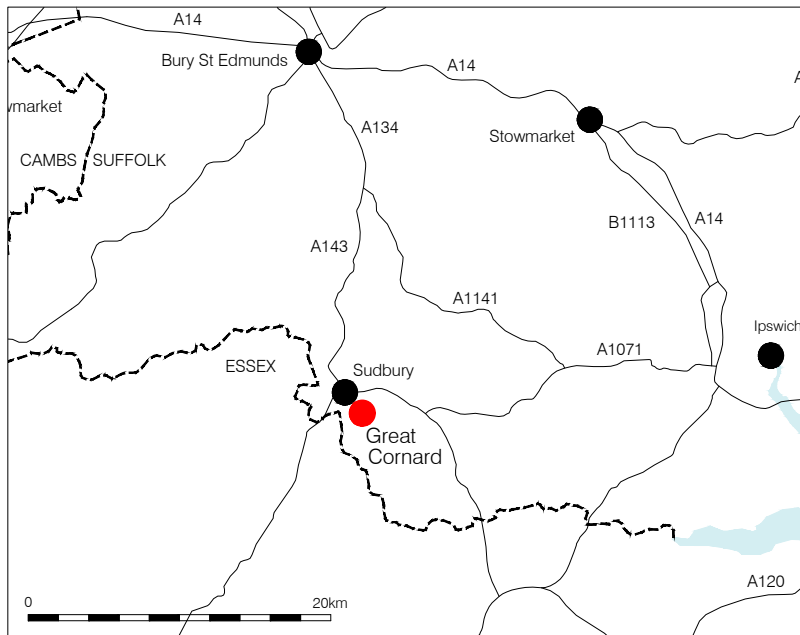 A14
Bury St Edmunds
A14
A
wmarket
A134
Stowmarket
CAMBS
SUFFOLK
B1113
A14
A143
A1141
Ipswich
A1071
ESSEX
Sudbury
Great
Cornard
A120
0
20km